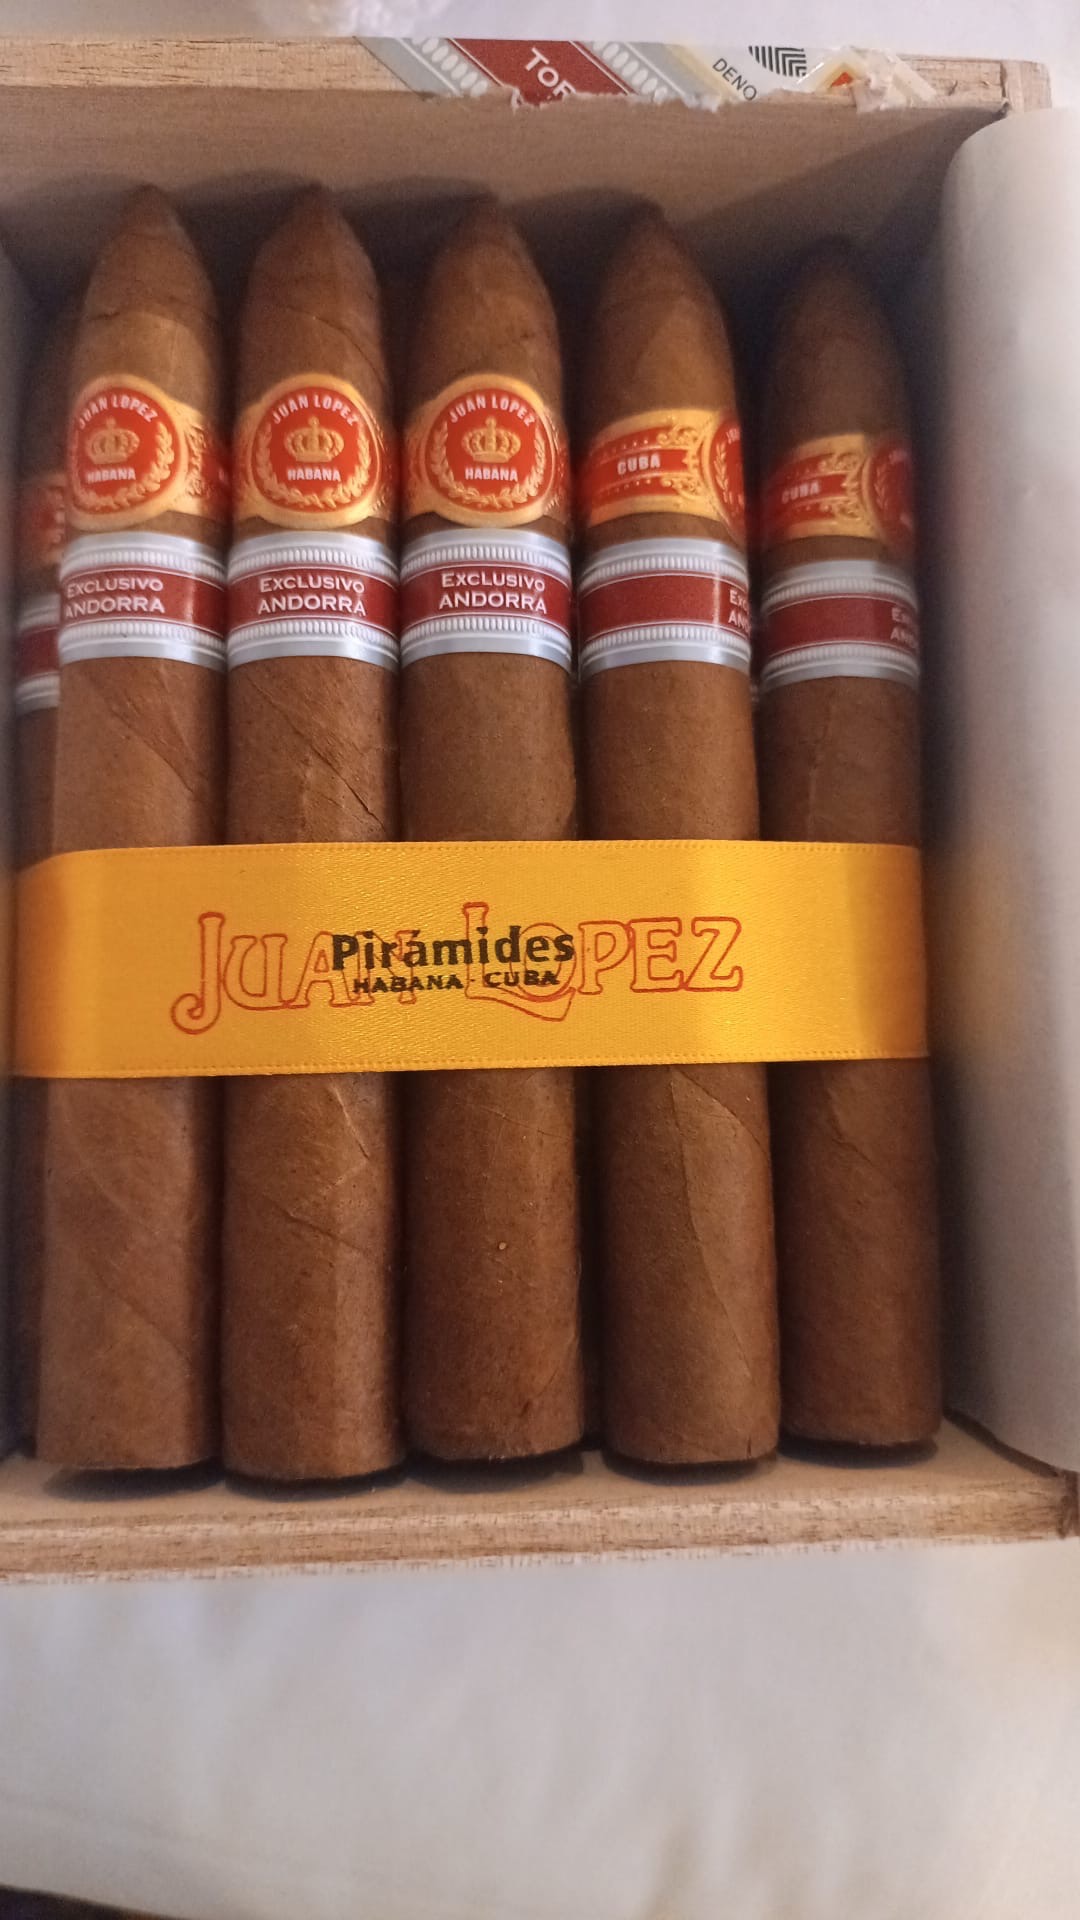 DENO
JUAN LOPEZ
HABANA
JUAN LOPEZ
HABANA
JUAN LOPEZ
HABANA
CUBA
CUBA
EXCLUSIVO
ANDORRA
EXCLUSIVO
ANDORRA
EXCLUSIVO
ANDORRA
JUAN LOPEZ
Pirámides
HABANA · CUBA